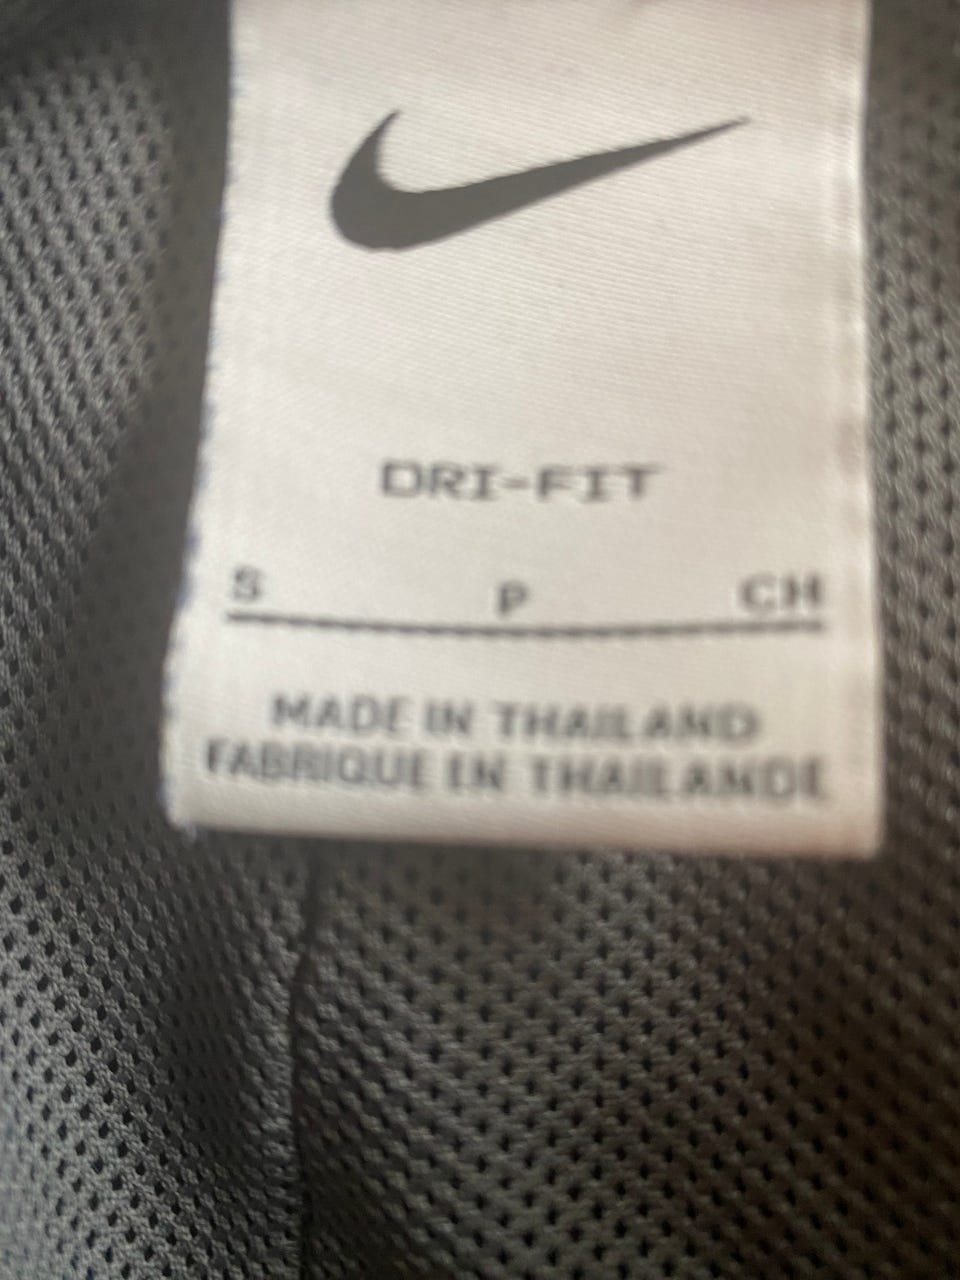 DRI-FIT
S P CH
MADE IN THAILAND
FABRIQUE EN THAILANDE